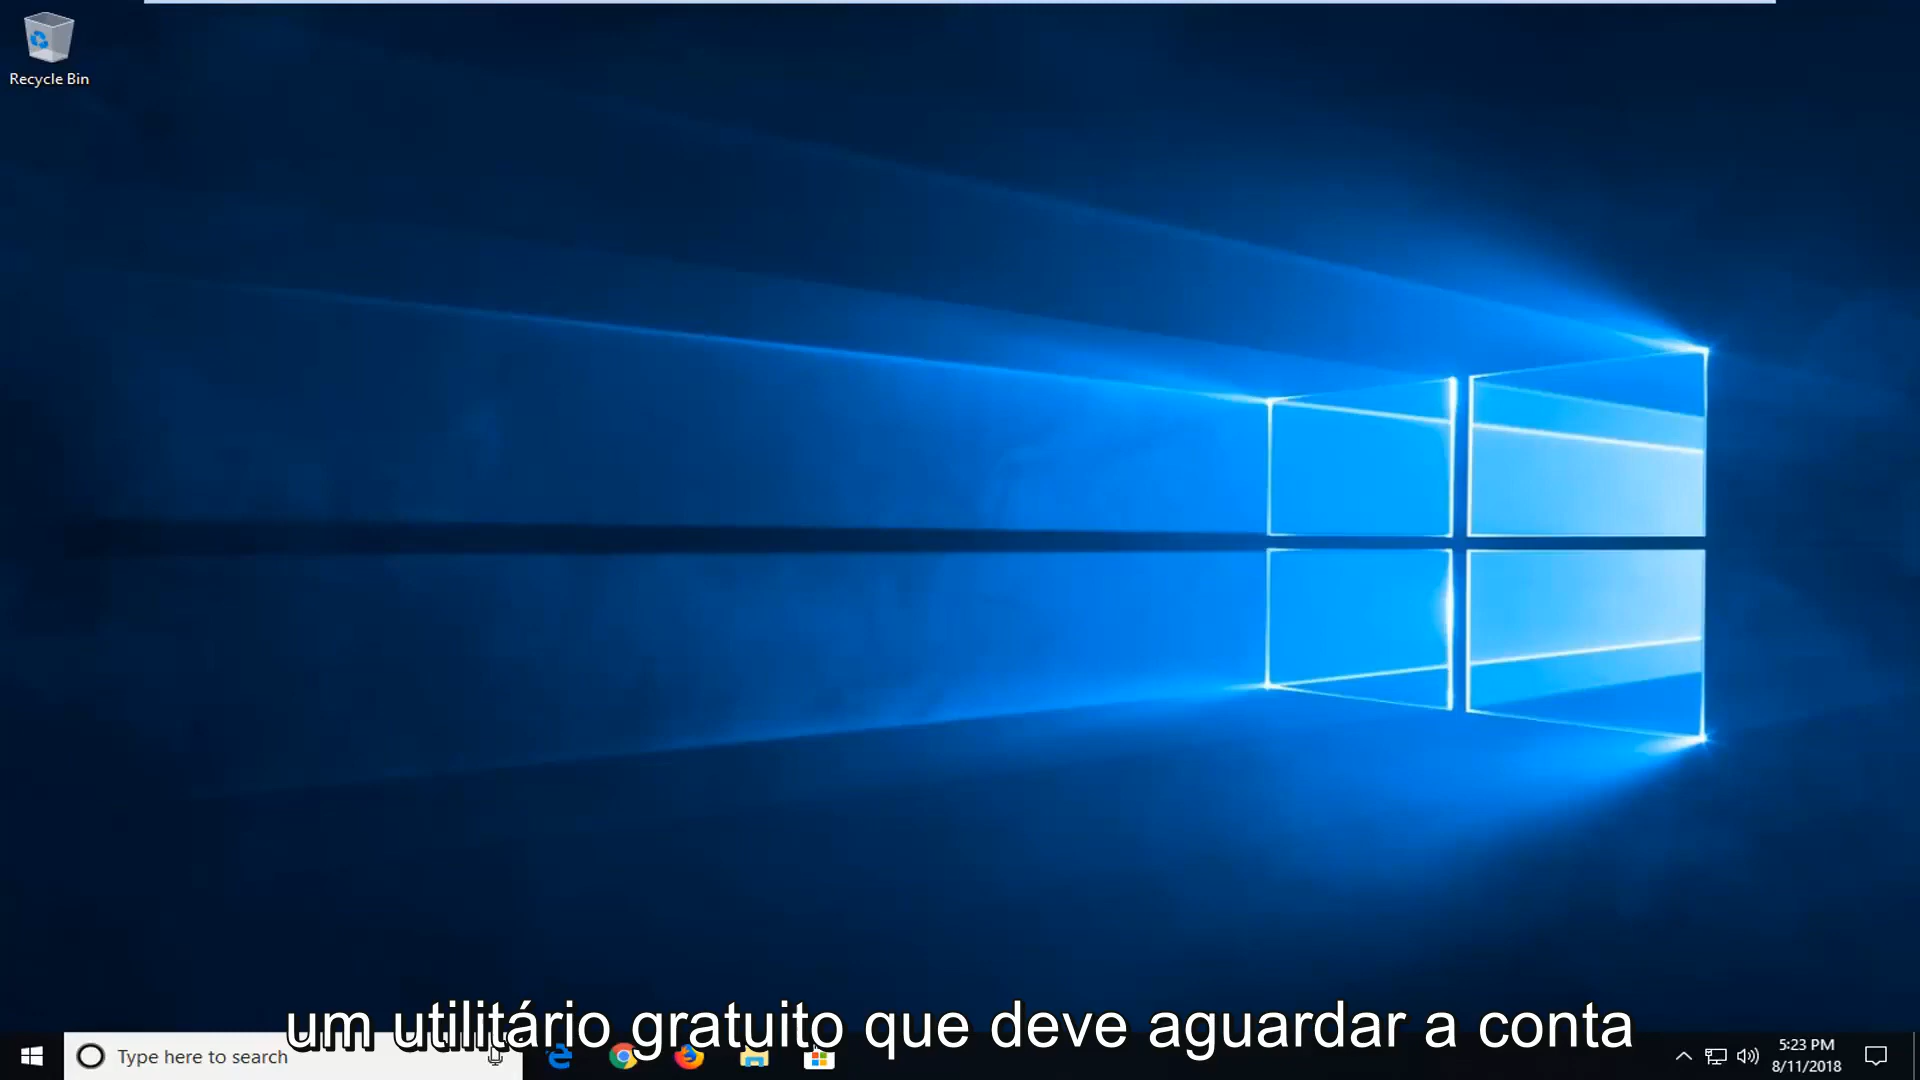 Recycle Bin
um utilitário gratuito que deve aguardar a conta
Type here to search
5:23 PM
8/11/2018